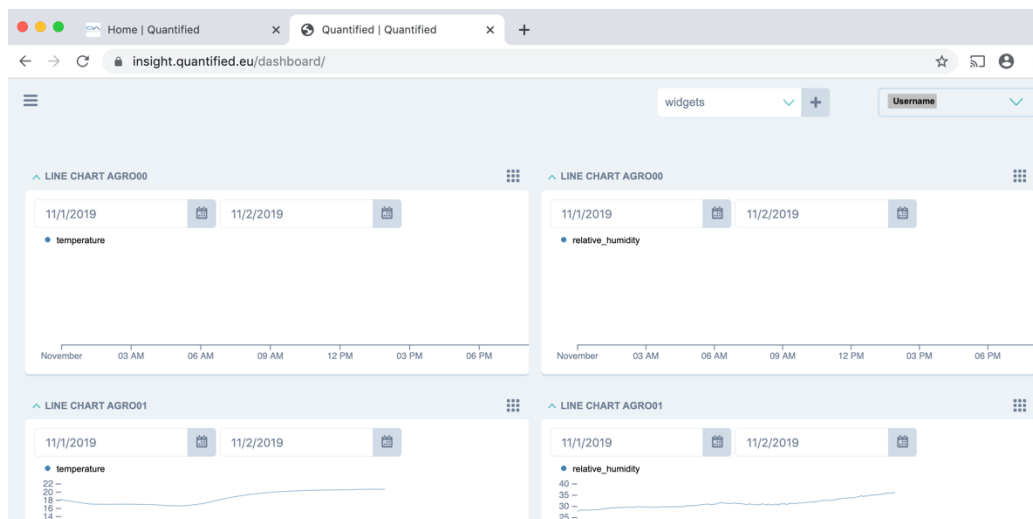 Home | Quantified
Quantified | Quantified
insight.quantified.eu/dashboard/
widgets
Username
LINE CHART AGRO00
11/1/2019
11/2/2019
temperature
November 03 AM 06 AM 09 AM 12 PM 03 PM 06 PM
LINE CHART AGRO00
11/1/2019
11/2/2019
relative_humidity
November 03 AM 06 AM 09 AM 12 PM 03 PM 06 PM
LINE CHART AGRO01
11/1/2019
11/2/2019
temperature
22
20
18
16
14
LINE CHART AGRO01
11/1/2019
11/2/2019
relative_humidity
40
35
30
25